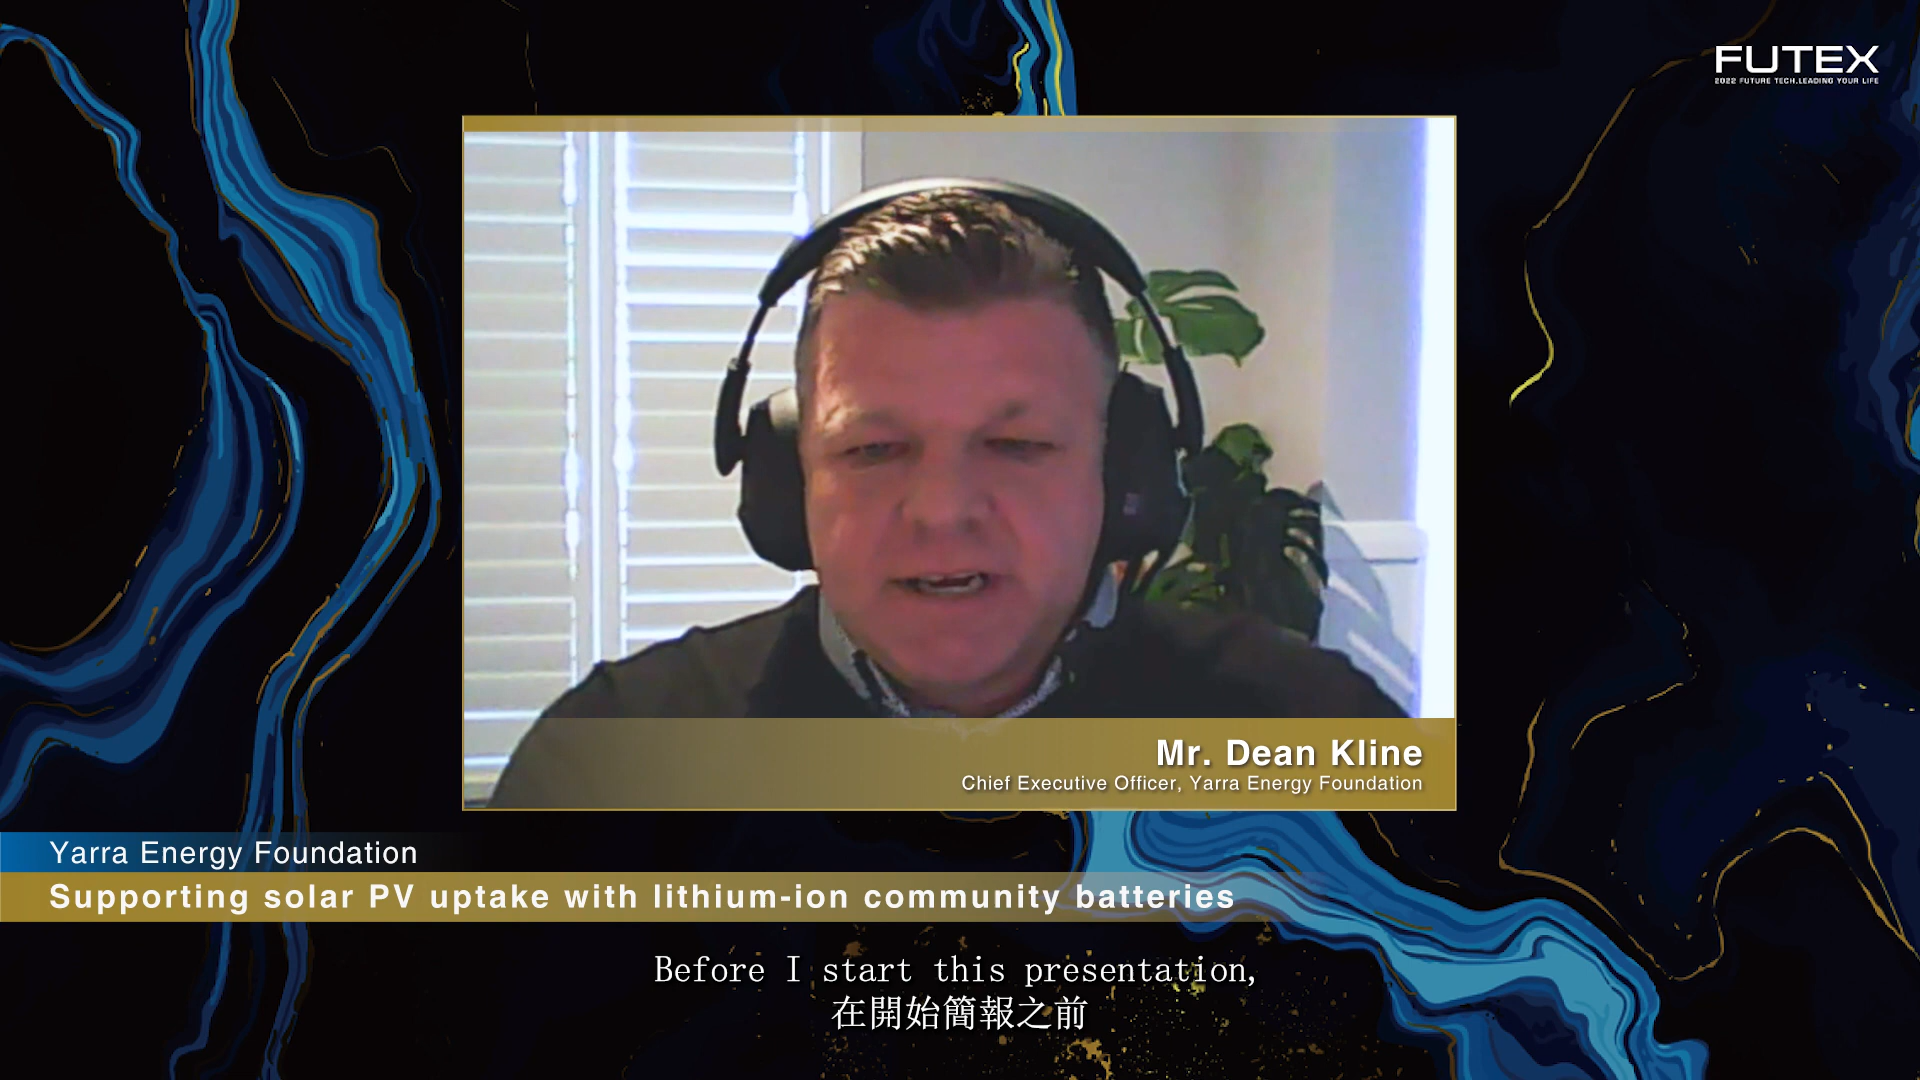 FUTEX
2022 FUTURE TECH.LEADING YOUR LIFE
Mr. Dean Kline
Chief Executive Officer, Yarra Energy Foundation
Yarra Energy Foundation
Supporting solar PV uptake with lithium-ion community batteries
Before I start this presentation,
在開始簡報之前